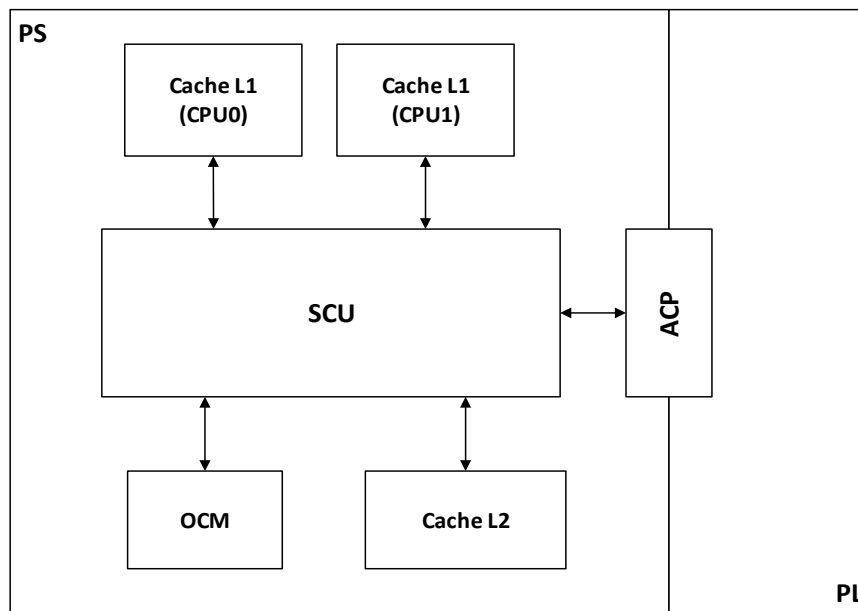 PS
Cache L1
(CPU0)
Cache L1
(CPU1)
SCU
ACP
OCM
Cache L2
PL